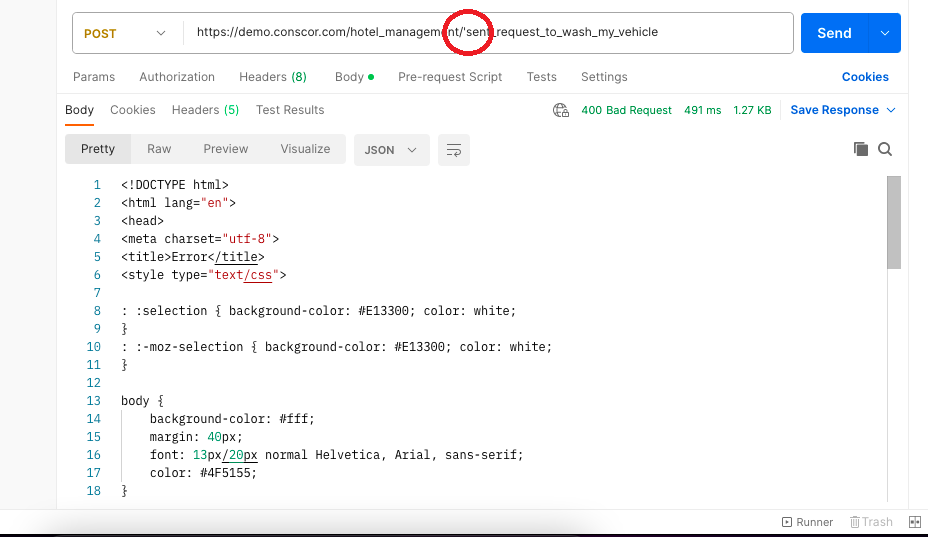 POST https://demo.conscor.com/hotel_management/'sent_request_to_wash_my_vehicle Send
Params Authorization Headers (8) Body Pre-request Script Tests Settings Cookies
Body Cookies Headers (5) Test Results 400 Bad Request 491 ms 1.27 KB Save Response
Pretty Raw Preview Visualize JSON
1 <!DOCTYPE html>
2 <html lang="en">
3 <head>
4 <meta charset="utf-8">
5 <title>Error</title>
6 <style type="text/css">
7
8 : :selection { background-color: #E13300; color: white;
9 }
10 : :-moz-selection { background-color: #E13300; color: white;
11 }
12
13 body {
14 background-color: #fff;
15 margin: 40px;
16 font: 13px/20px normal Helvetica, Arial, sans-serif;
17 color: #4F5155;
18 }
Runner Trash